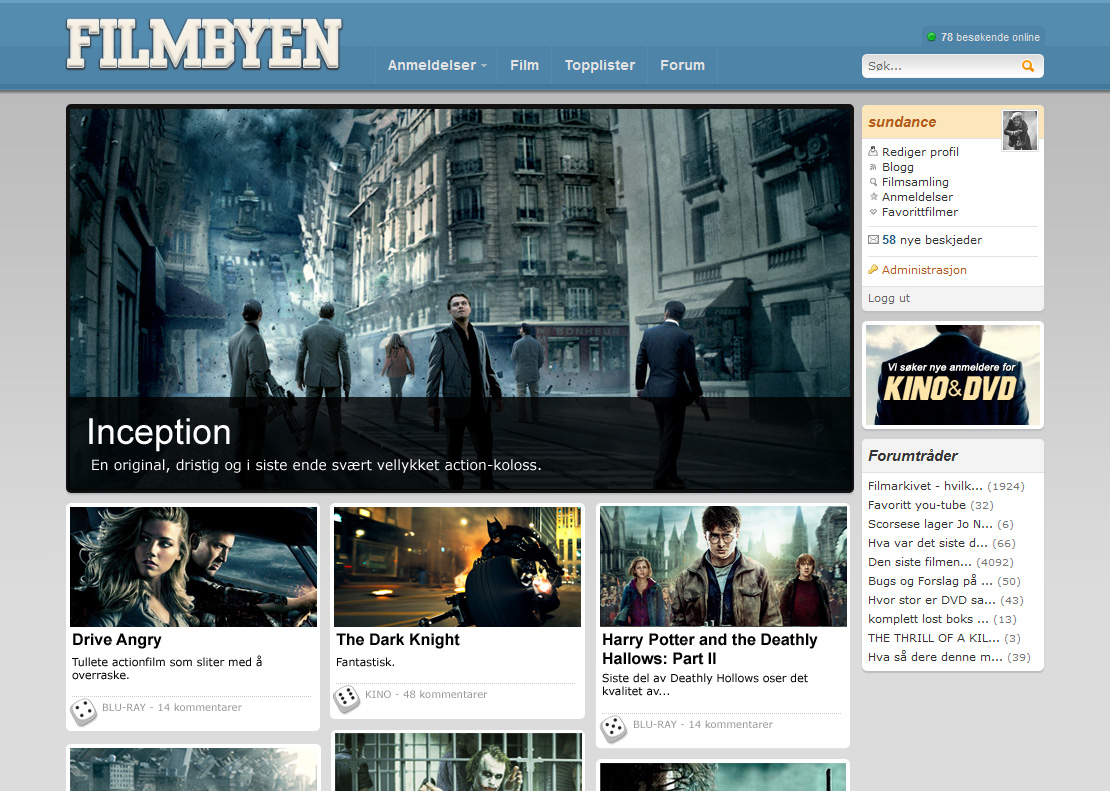 FILMBYEN
Anmeldelser
Film
Topplister
Forum
78 besøkende online
Søk...
BONHEUR
Inception
En original, dristig og i siste ende svært vellykket action-koloss.
Drive Angry
Tullete actionfilm som sliter med å
overraske.
BLU-RAY - 14 kommentarer
The Dark Knight
Fantastisk.
KINO - 48 kommentarer
Harry Potter and the Deathly
Hallows: Part II
Siste del av Deathly Hollows oser det
kvalitet av...
BLU-RAY - 14 kommentarer
sundance
Rediger profil
Blogg
Filmsamling
Anmeldelser
Favorittfilmer
58 nye beskjeder
Administrasjon
Logg ut
Vi søker nye anmeldere for
KINO&DVD
Forumtråder
Filmarkivet - hvilk... (1924)
Favoritt you-tube (32)
Scorsese lager Jo N... (6)
Hva var det siste d... (66)
Den siste filmen... (4092)
Bugs og Forslag på ... (50)
Hvor stor er DVD sa... (43)
komplett lost boks ... (13)
THE THRILL OF A KIL... (3)
Hva så dere denne m... (39)